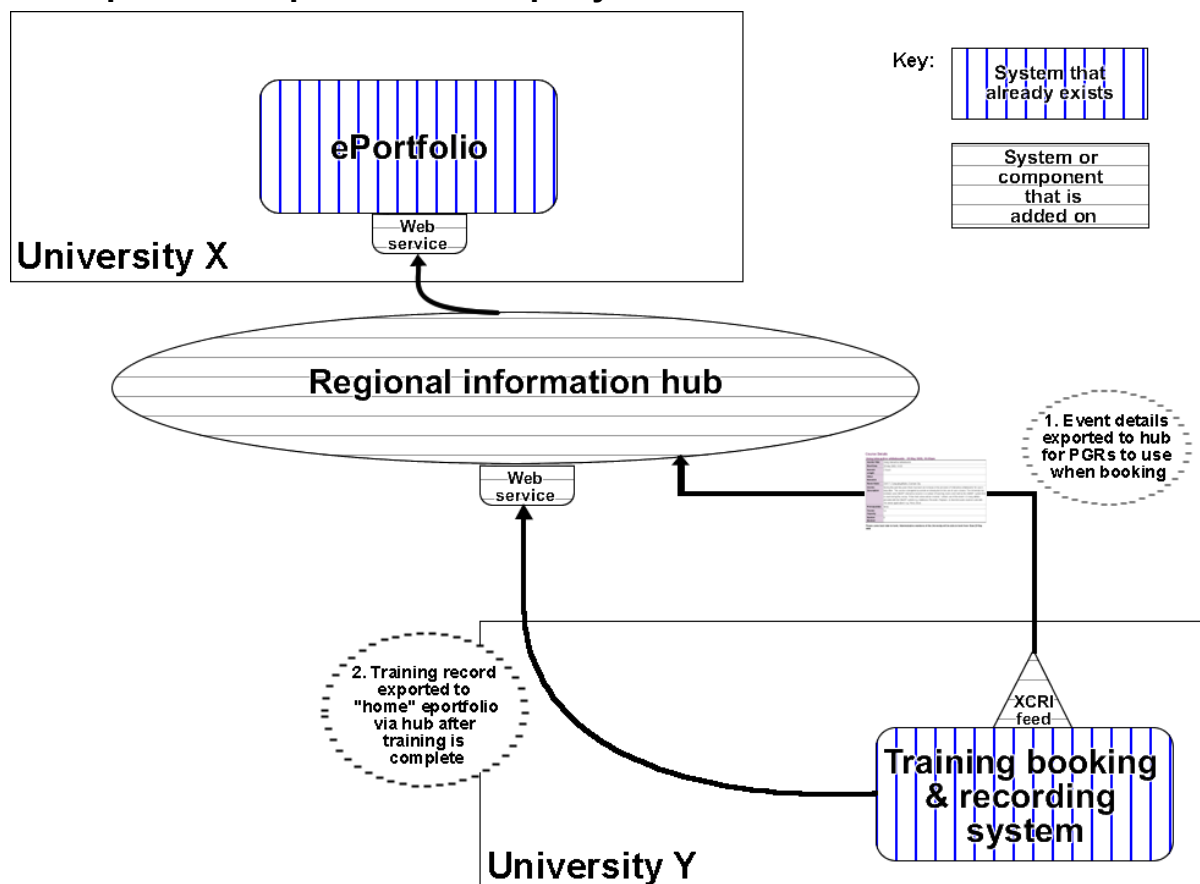 Key:
System that
already exists
System or
component
that is
added on
ePortfolio
Web
service
University X
Regional information hub
Web
service
1. Event details
exported to hub
for PGRs to use
when booking
2. Training record
exported to
"home" eportfolio
via hub after
training is
complete
XCRI
feed
Training booking
& recording
system
University Y